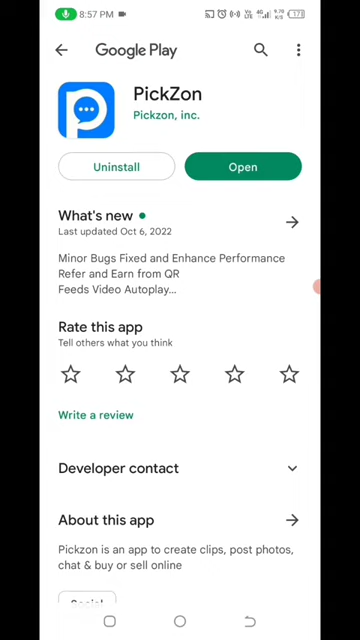 8:57 PM
Google Play
PickZon
Pickzon, inc.
Uninstall
Open
What's new
Last updated Oct 6, 2022
Minor Bugs Fixed and Enhance Performance
Refer and Earn from QR
Feeds Video Autoplay...
Rate this app
Tell others what you think
Write a review
Developer contact
About this app
Pickzon is an app to create clips, post photos,
chat & buy or sell online
Social